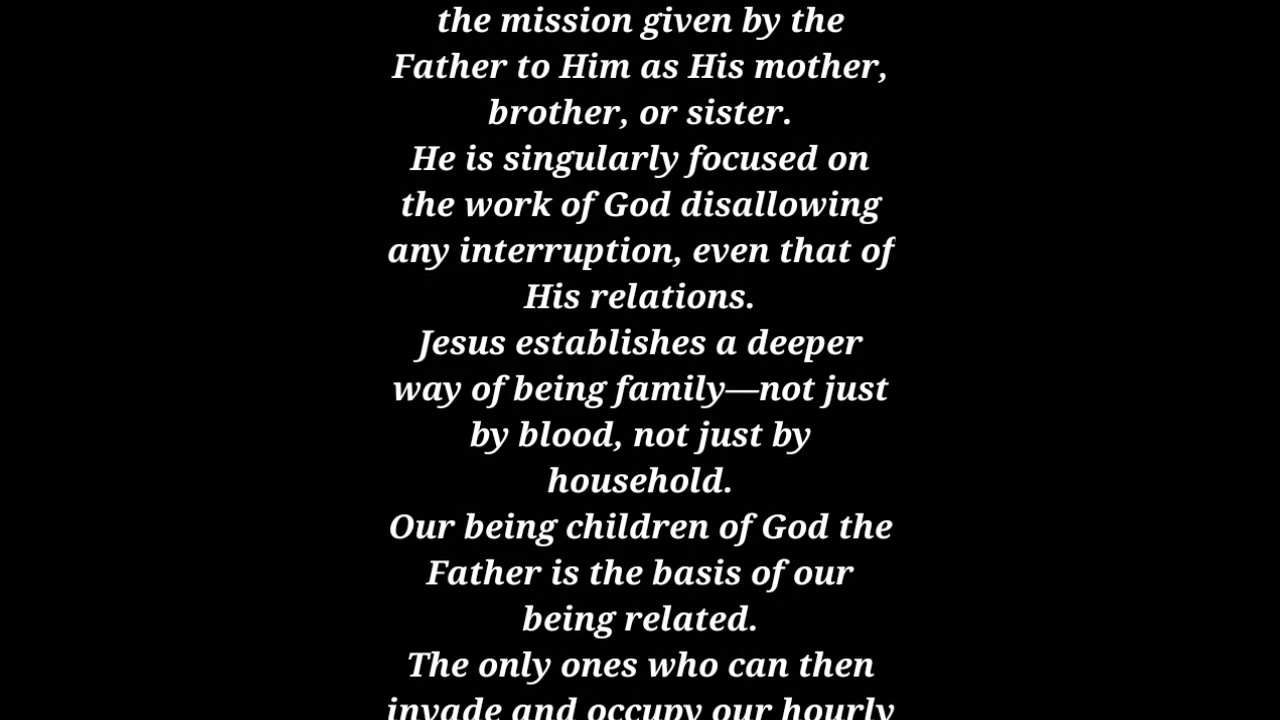 the mission given by the
Father to Him as His mother,
brother, or sister.
He is singularly focused on
the work of God disallowing
any interruption, even that of
His relations.
Jesus establishes a deeper
way of being family—not just
by blood, not just by
household.
Our being children of God the
Father is the basis of our
being related.
The only ones who can then
invade and occupy our hourly